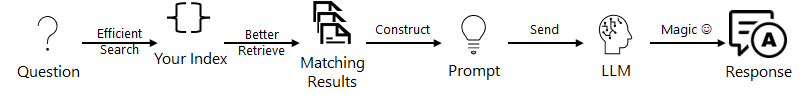 Question
Efficient
Search
Your Index
Better
Retrieve
Matching
Results
Construct
Prompt
Send
LLM
Magic ☺
A
Response